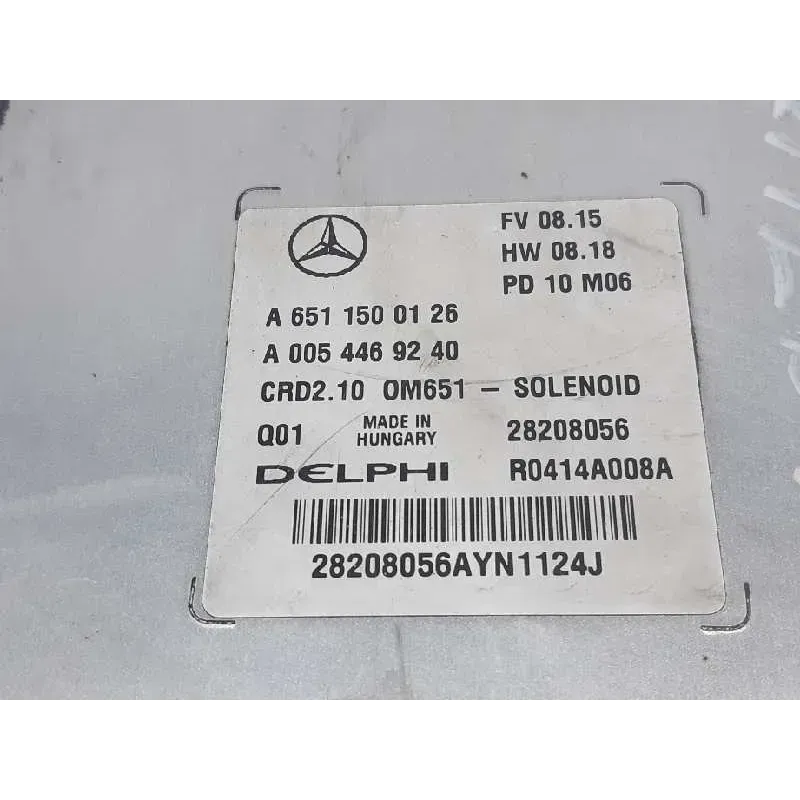 FV 08.15
HW 08.18
PD 10 M06
A 651 150 01 26
A 005 446 92 40
CRD2.10 OM651 – SOLENOID
Q01 MADE IN HUNGARY 28208056
DELPHI R0414A008A
28208056AYN1124J